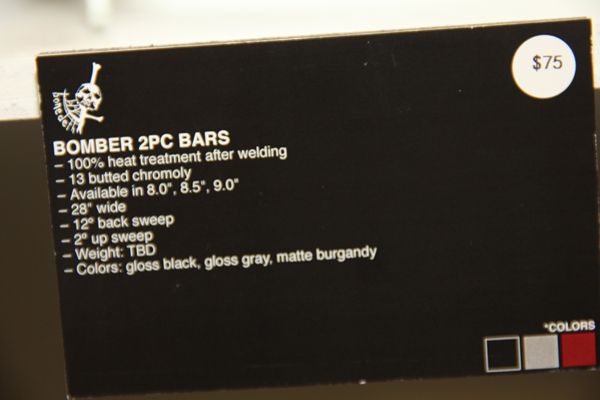 $75
bonedeth
BOMBER 2PC BARS
– 100% heat treatment after welding
– 13 butted chromoly
– Available in 8.0", 8.5", 9.0"
– 28" wide
– 12º back sweep
– 2º up sweep
– Weight: TBD
– Colors: gloss black, gloss gray, matte burgandy
*COLORS